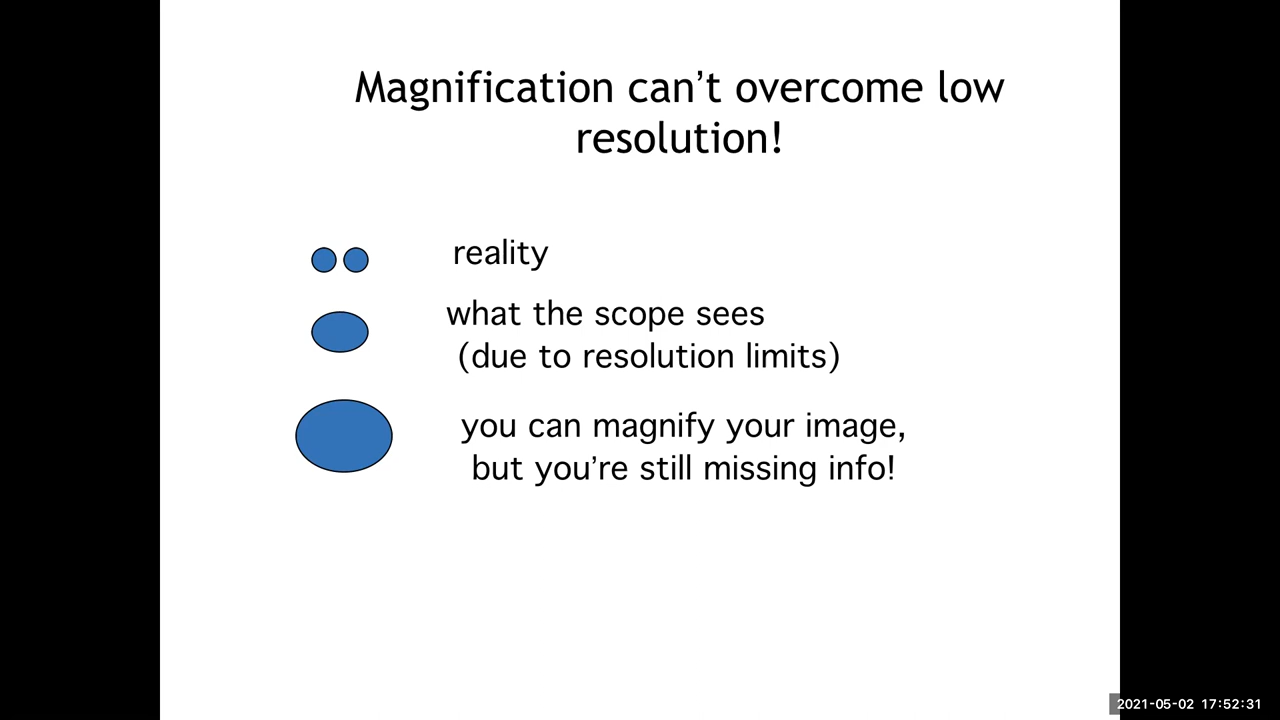 Magnification can’t overcome low
resolution!
reality
what the scope sees
(due to resolution limits)
you can magnify your image,
but you’re still missing info!
2021-05-02 17:52:31